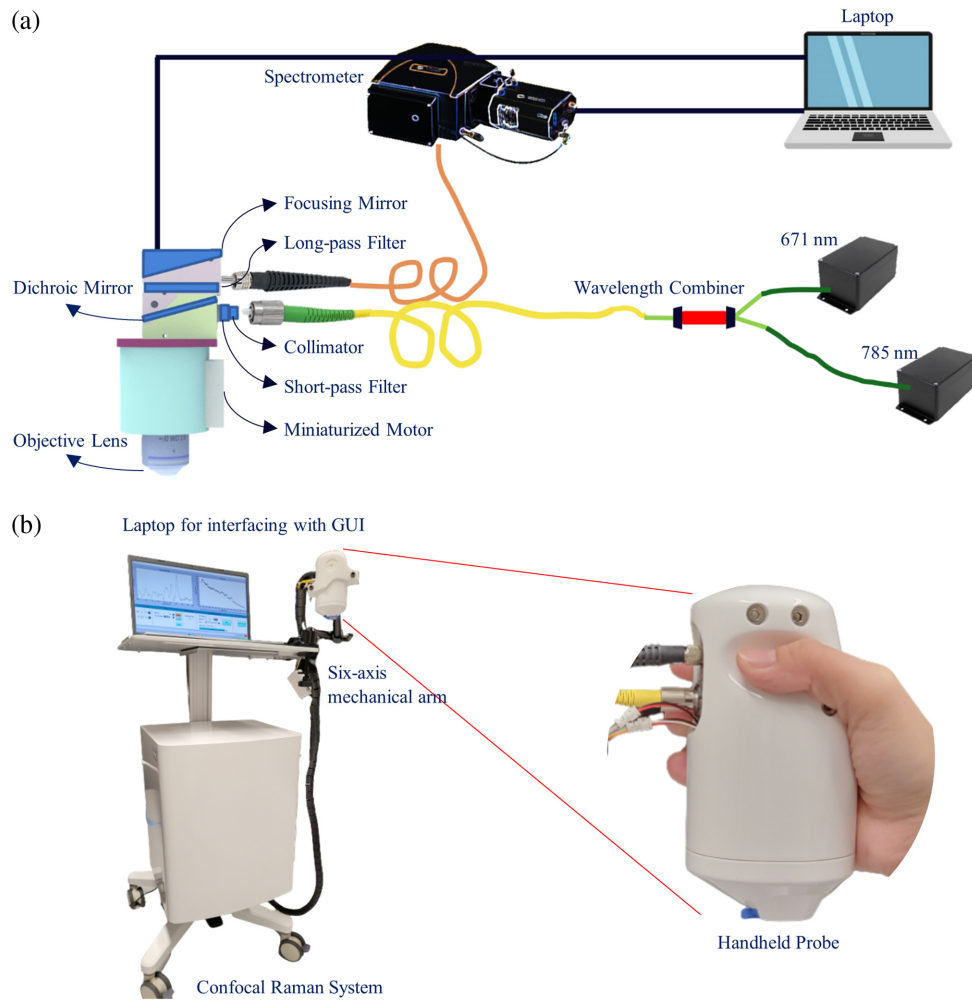 (a)
Laptop
Spectrometer
Focusing Mirror
671 nm
Long-pass Filter
Dichroic Mirror
Wavelength Combiner
Collimator
785 nm
Short-pass Filter
Miniaturized Motor
Objective Lens
(b)
Laptop for interfacing with GUI
Six-axis
mechanical arm
Handheld Probe
Confocal Raman System